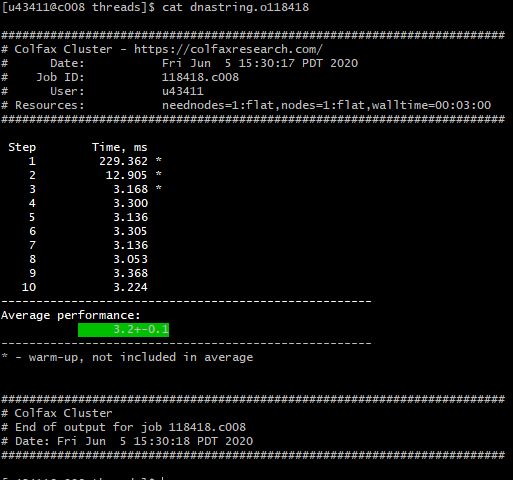 [u43411@c008 threads]$ cat dnastring.o118418
########################################################################
# Colfax Cluster - https://colfaxresearch.com/
#      Date:           Fri Jun  5 15:30:17 PDT 2020
#    Job ID:           118418.c008
#      User:           u43411
# Resources:           neednodes=1:flat,nodes=1:flat,walltime=00:03:00
########################################################################
 Step        Time, ms
    1         229.362 *
    2          12.905 *
    3           3.168 *
    4           3.300
    5           3.136
    6           3.305
    7           3.136
    8           3.053
    9           3.368
   10           3.224
-----------------------------------------------------
Average performance:
                3.2+-0.1
-----------------------------------------------------
* - warm-up, not included in average
########################################################################
# Colfax Cluster
# End of output for job 118418.c008
# Date: Fri Jun  5 15:30:18 PDT 2020
########################################################################